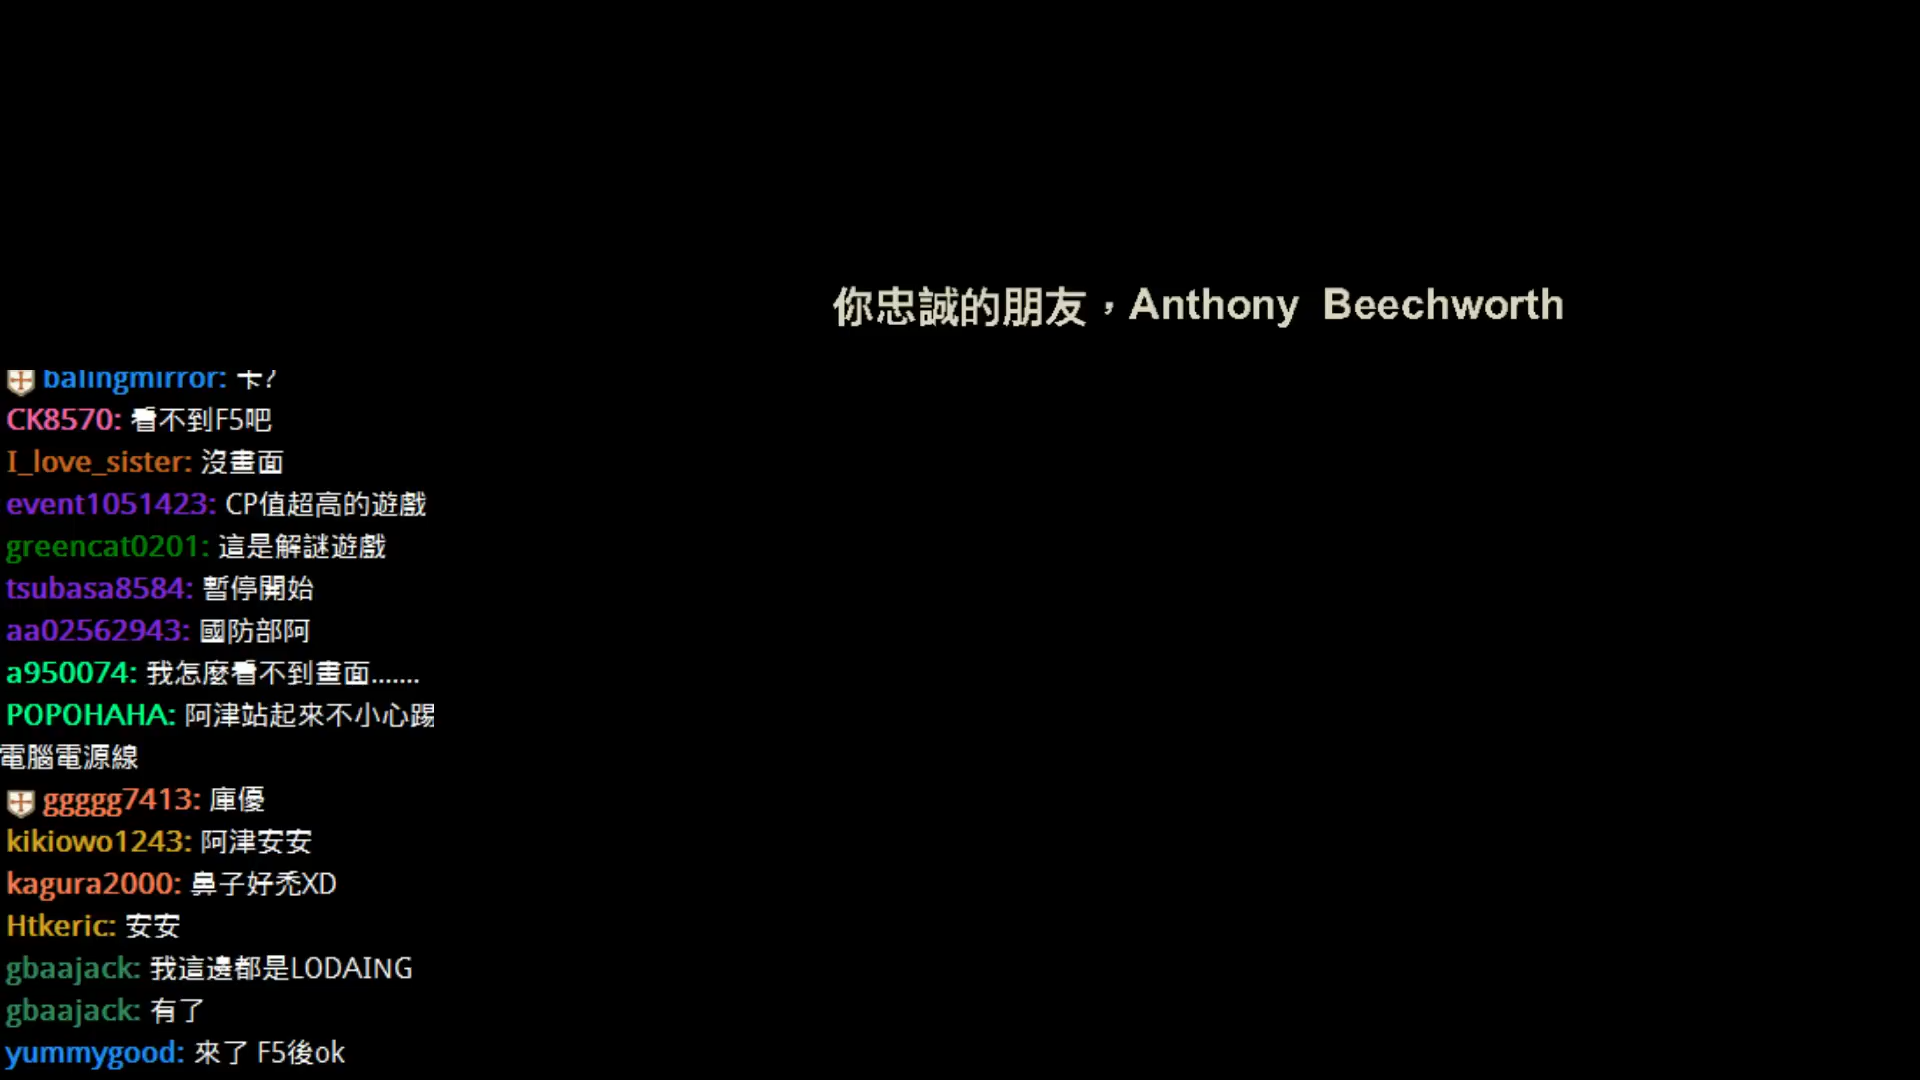 你忠誠的朋友，Anthony Beechworth
balingmirror: 卡?
CK8570: 看不到F5吧
I_love_sister: 沒畫面
event1051423: CP值超高的遊戲
greencat0201: 這是解謎遊戲
tsubasa8584: 暫停開始
aa02562943: 國防部阿
a950074: 我怎麼看不到畫面.......
POPOHAHA: 阿津站起來不小心踢
電腦電源線
ggggg7413: 庫優
kikiowo1243: 阿津安安
kagura2000: 鼻子好禿XD
Htkeric: 安安
gbaajack: 我這邊都是LODAING
gbaajack: 有了
yummygood: 來了 F5後ok